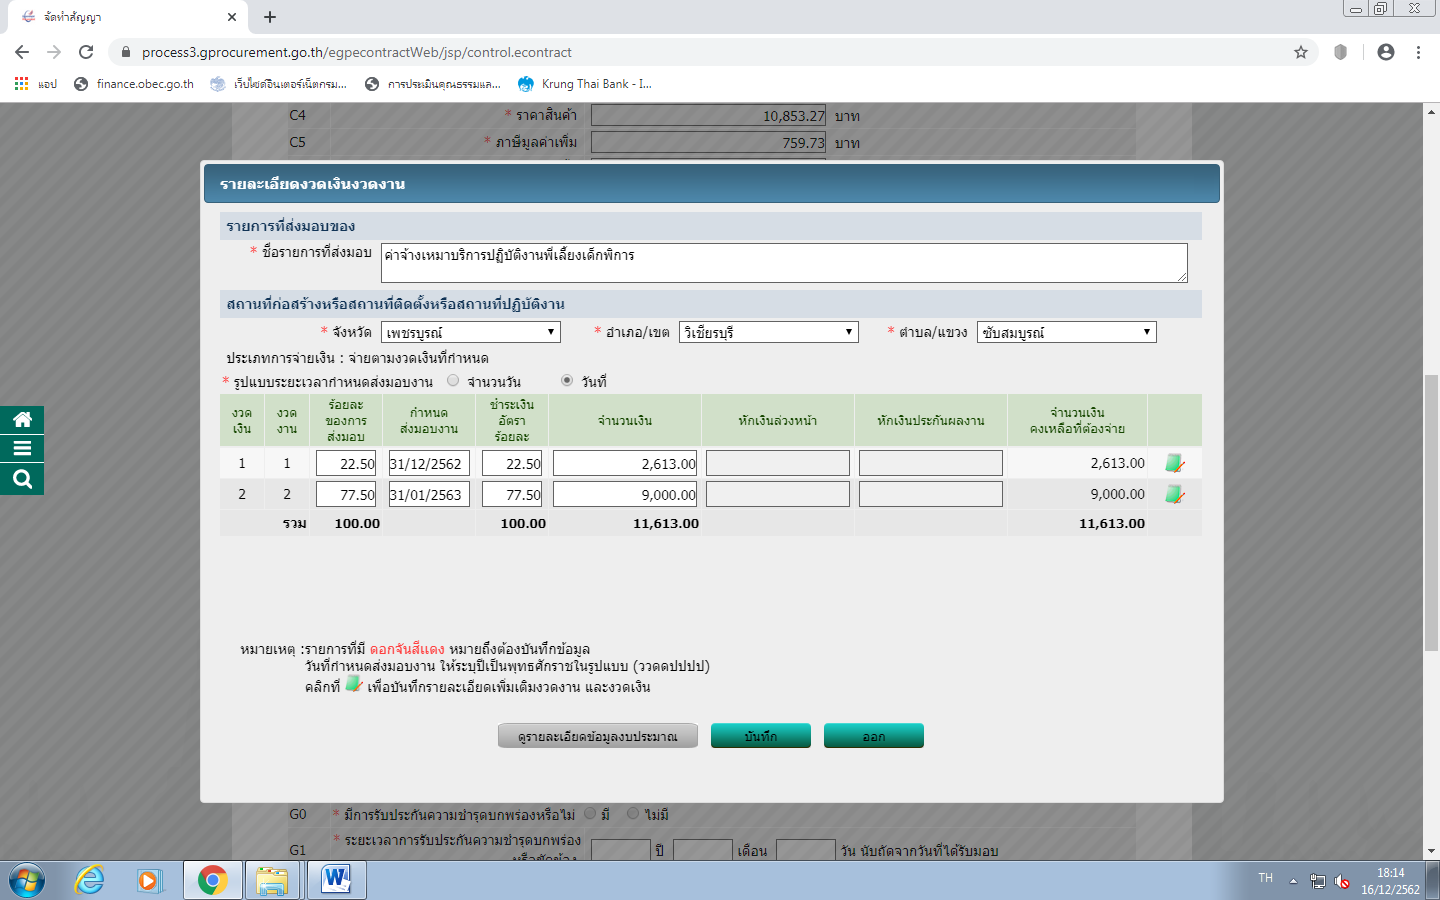 จัดทำสัญญา
process3.gprocurement.go.th/egpecontractWeb/jsp/control.econtract
แอป finance.obec.go.th เว็บไซต์อินเตอร์เน็ตกรม... การประเมินคุณธรรมแล... Krung Thai Bank - I...
C4 * ราคาสินค้า 10,853.27 บาท
C5 * ภาษีมูลค่าเพิ่ม 759.73 บาท
รายละเอียดงวดเงินงวดงาน
รายการที่ส่งมอบของ
* ชื่อรายการที่ส่งมอบ ค่าจ้างเหมาบริการปฏิบัติงานพี่เลี้ยงเด็กพิการ
สถานที่ก่อสร้างหรือสถานที่ติดตั้งหรือสถานที่ปฏิบัติงาน
* จังหวัด เพชรบูรณ์ * อำเภอ/เขต วิเชียรบุรี * ตำบล/แขวง ซับสมบูรณ์
ประเภทการจ่ายเงิน : จ่ายตามงวดเงินที่กำหนด
* รูปแบบระยะเวลากำหนดส่งมอบงาน จำนวนวัน วันที่
งวดเงิน งวดงาน ร้อยละของการส่งมอบ กำหนดส่งมอบงาน ชำระเงินอัตราร้อยละ จำนวนเงิน หักเงินล่วงหน้า หักเงินประกันผลงาน จำนวนเงินคงเหลือที่ต้องจ่าย
1 1 22.50 31/12/2562 22.50 2,613.00 2,613.00
2 2 77.50 31/01/2563 77.50 9,000.00 9,000.00
รวม 100.00 100.00 11,613.00 11,613.00
หมายเหตุ :รายการที่มี ดอกจันสีแดง หมายถึงต้องบันทึกข้อมูล
วันที่กำหนดส่งมอบงาน ให้ระบุปีเป็นพุทธศักราชในรูปแบบ (ววดดปปปป)
คลิกที่ เพื่อบันทึกรายละเอียดเพิ่มเติมงวดงาน และงวดเงิน
ดูรายละเอียดข้อมูลงบประมาณ บันทึก ออก
G0 * มีการรับประกันความชำรุดบกพร่องหรือไม่ มี ไม่มี
G1 * ระยะเวลาการรับประกันความชำรุดบกพร่อง ปี เดือน วัน นับถัดจากวันที่ได้รับมอบ
TH 18:14
16/12/2562